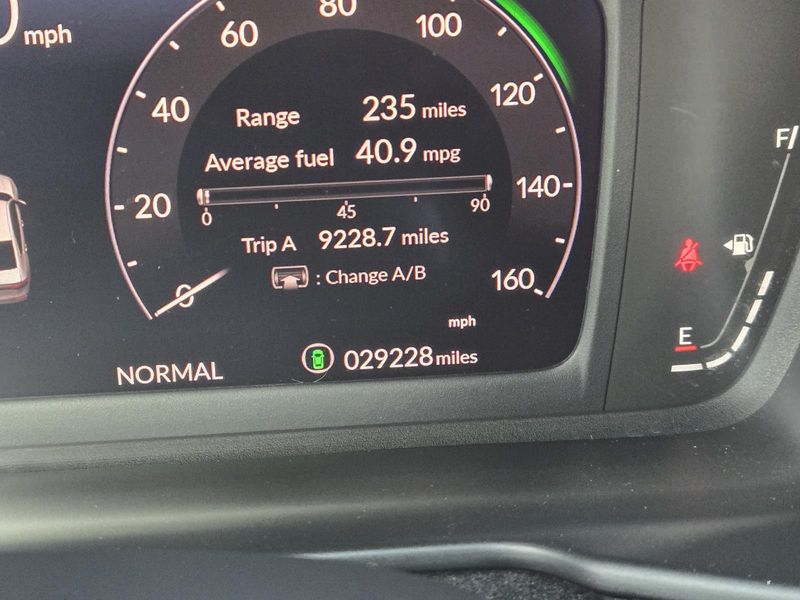 0 mph
80
60
100
40
120
Range 235 miles
Average fuel 40.9 mpg
F
20
140
0 45 90
Trip A 9228.7 miles
: Change A/B
0
160
mph
E
NORMAL
029228 miles